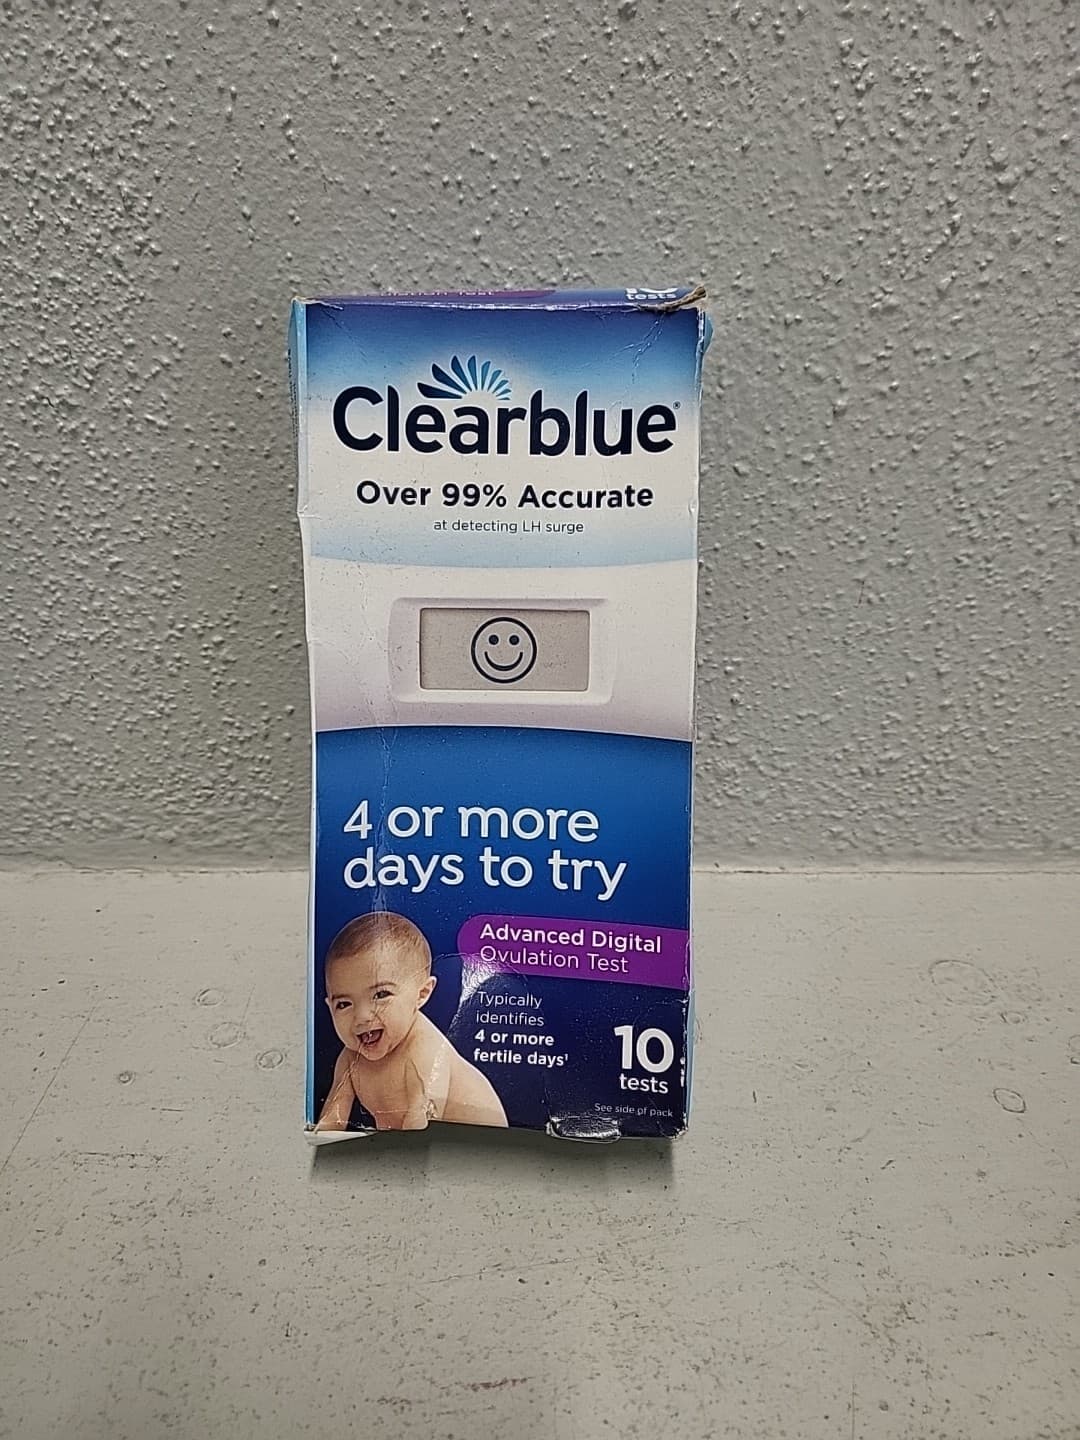 tests
Clearblue®
Over 99% Accurate
at detecting LH surge
4 or more
days to try
Advanced Digital
Ovulation Test
Typically
identifies
4 or more
fertile days¹
10
tests
See side of pack